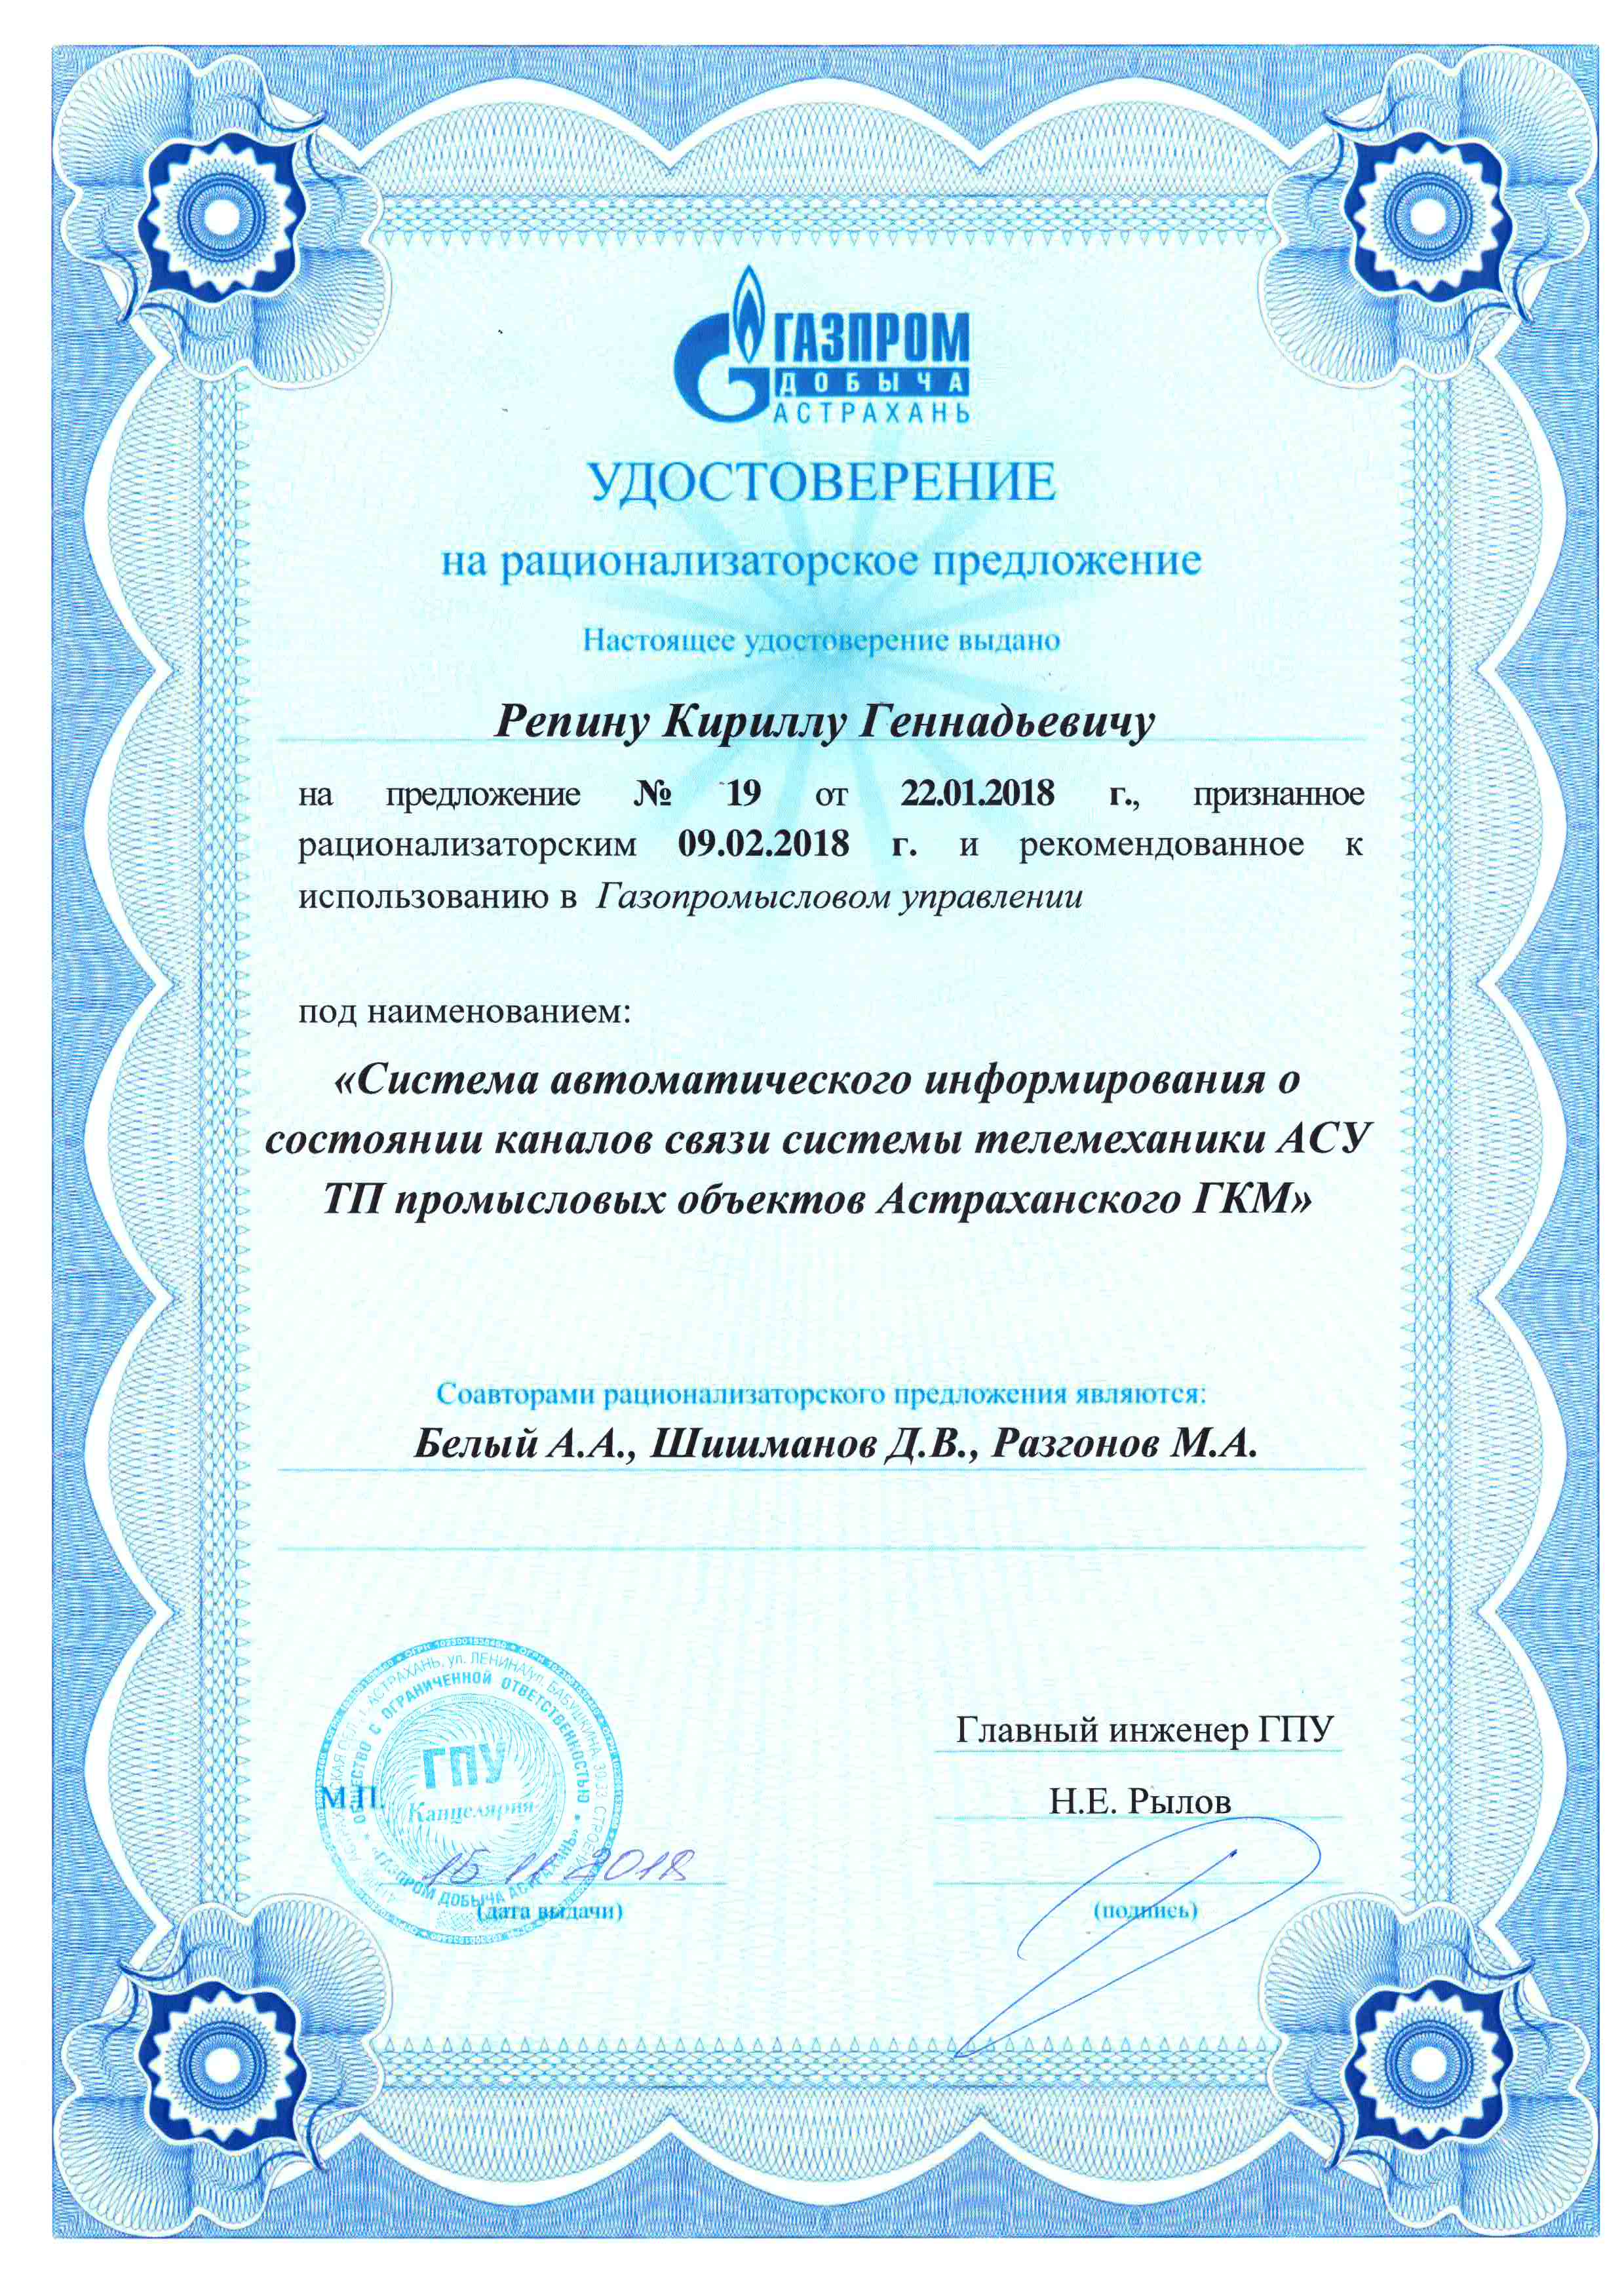 ГАЗПРОМ
ДОБЫЧА
АСТРАХАНЬ
УДОСТОВЕРЕНИЕ
на рационализаторское предложение
Настоящее удостоверение выдано
Репину Кириллу Геннадьевичу
на предложение № 19 от 22.01.2018 г., признанное
рационализаторским 09.02.2018 г. и рекомендованное к
использованию в Газопромысловом управлении
под наименованием:
«Система автоматического информирования о
состоянии каналов связи системы телемеханики АСУ
ТП промысловых объектов Астраханского ГКМ»
Соавторами рационализаторского предложения являются:
Белый А.А., Шишманов Д.В., Разгонов М.А.
АСТРАХАНЬ, ул. ЛЕНИНА/ул. БАБУШКИНА, 30,33
ОБЩЕСТВО С ОГРАНИЧЕННОЙ ОТВЕТСТВЕННОСТЬЮ
«ГАЗПРОМ ДОБЫЧА АСТРАХАНЬ»
ГПУ
Канцелярия
М.П.
15 11 2018
(дата выдачи)
Главный инженер ГПУ
Н.Е. Рылов
(подпись)